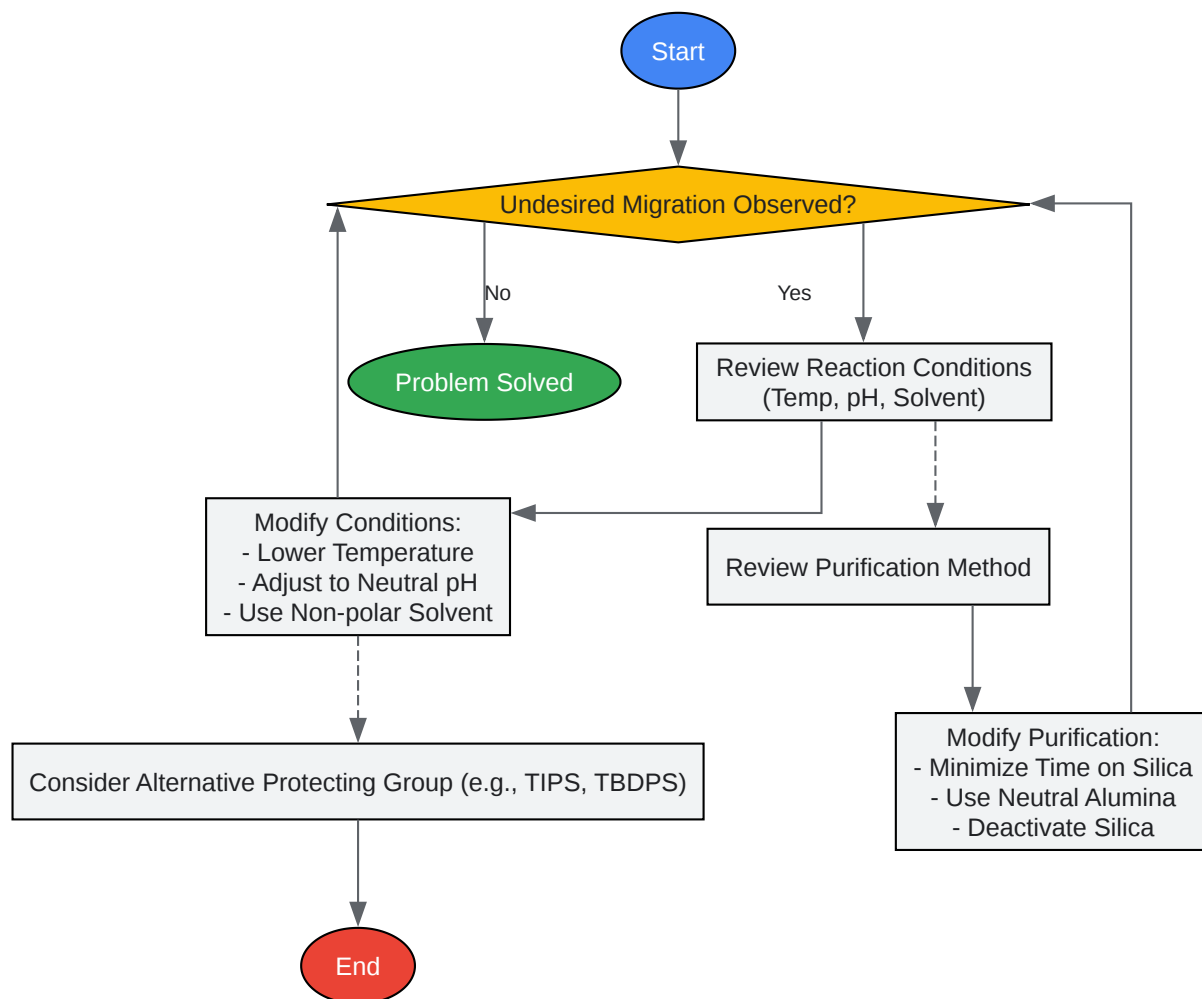 Start
Undesired Migration Observed?
No
Yes
Problem Solved
Review Reaction Conditions
(Temp, pH, Solvent)
Modify Conditions:
- Lower Temperature
- Adjust to Neutral pH
- Use Non-polar Solvent
Review Purification Method
Modify Purification:
- Minimize Time on Silica
- Use Neutral Alumina
- Deactivate Silica
Consider Alternative Protecting Group (e.g., TIPS, TBDPS)
End